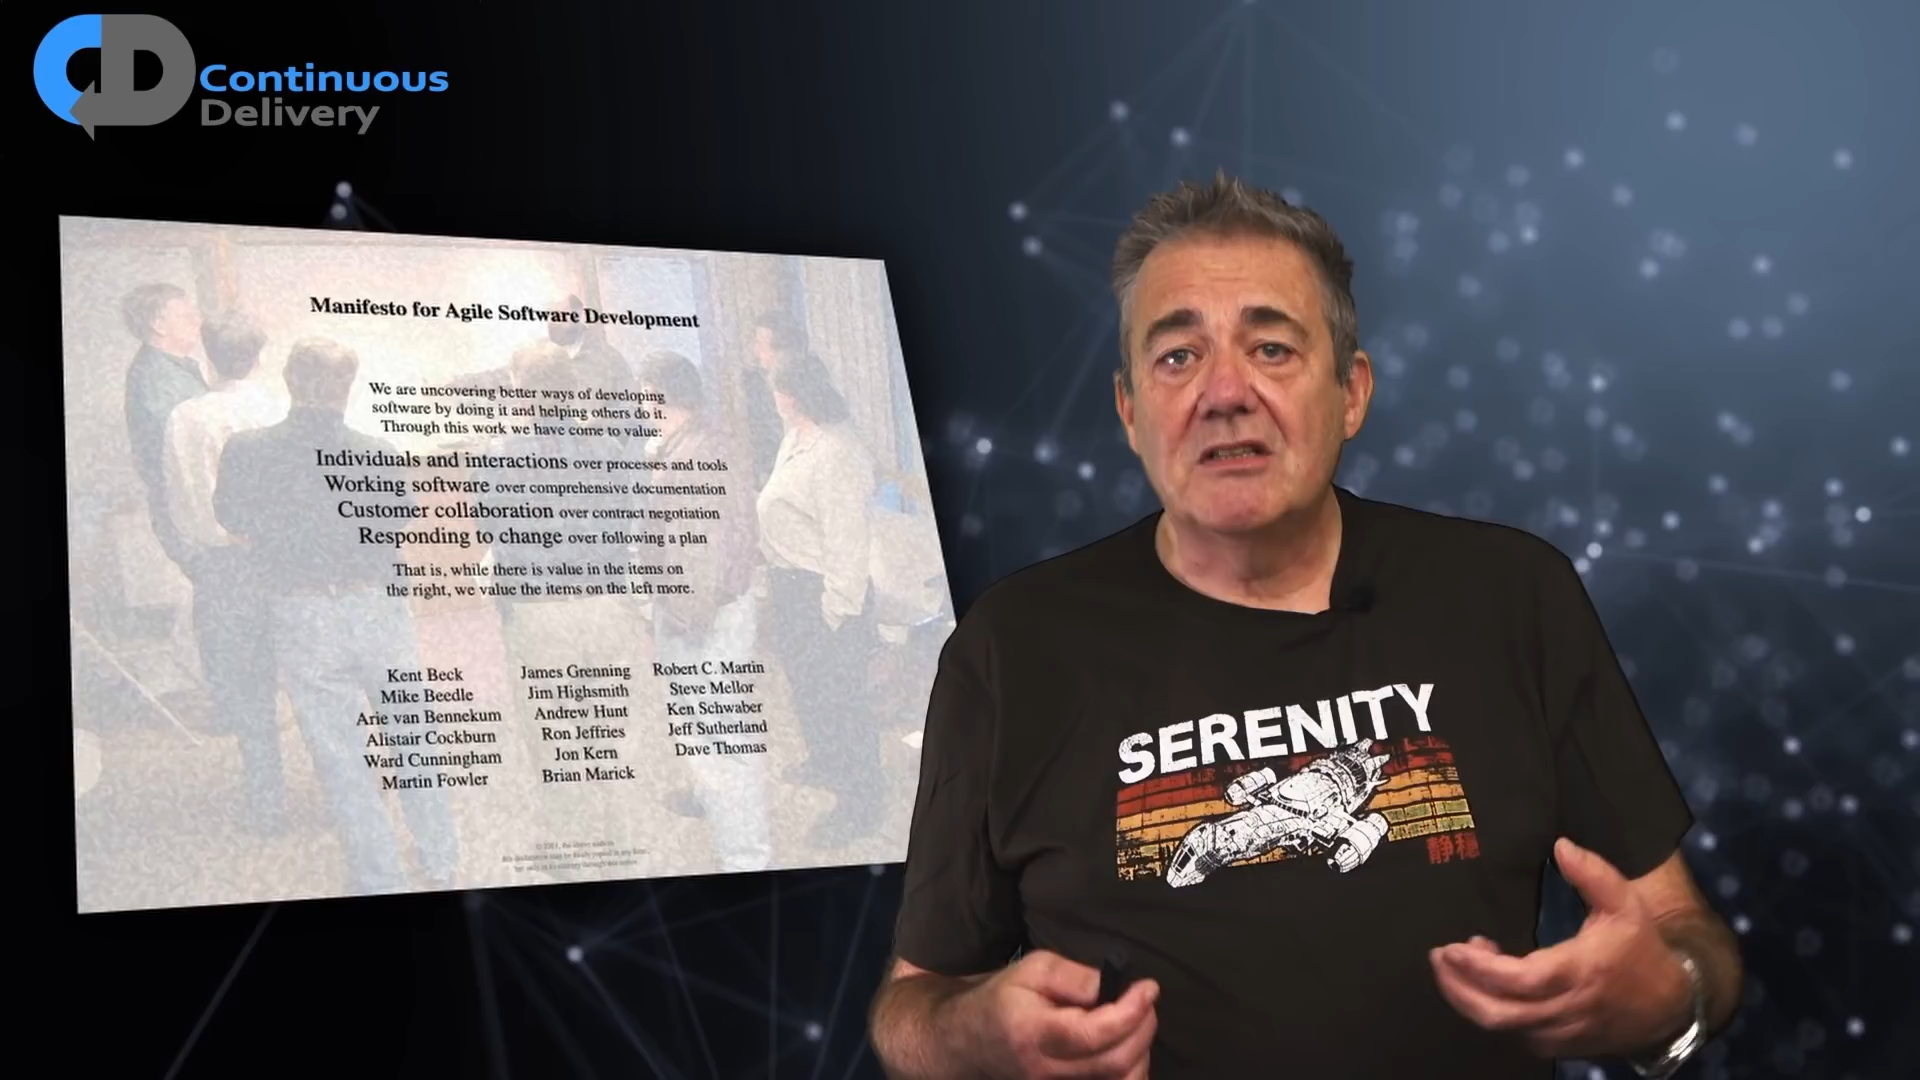 Continuous
Delivery
Manifesto for Agile Software Development
We are uncovering better ways of developing
software by doing it and helping others do it.
Through this work we have come to value:
Individuals and interactions over processes and tools
Working software over comprehensive documentation
Customer collaboration over contract negotiation
Responding to change over following a plan
That is, while there is value in the items on
the right, we value the items on the left more.
Kent Beck
Mike Beedle
Arie van Bennekum
Alistair Cockburn
Ward Cunningham
Martin Fowler
James Grenning
Jim Highsmith
Andrew Hunt
Ron Jeffries
Jon Kern
Brian Marick
Robert C. Martin
Steve Mellor
Ken Schwaber
Jeff Sutherland
Dave Thomas
SERENITY
静穏